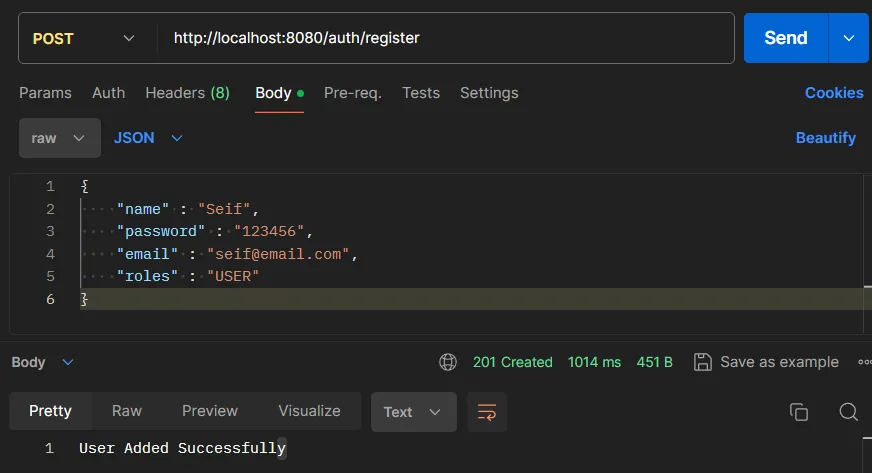 POST http://localhost:8080/auth/register Send
Params Auth Headers (8) Body Pre-req. Tests Settings Cookies
raw JSON Beautify
1 {
2 "name" : "Seif",
3 "password" : "123456",
4 "email" : "seif@email.com",
5 "roles" : "USER"
6 }
Body 201 Created 1014 ms 451 B Save as example
Pretty Raw Preview Visualize Text
1 User Added Successfully